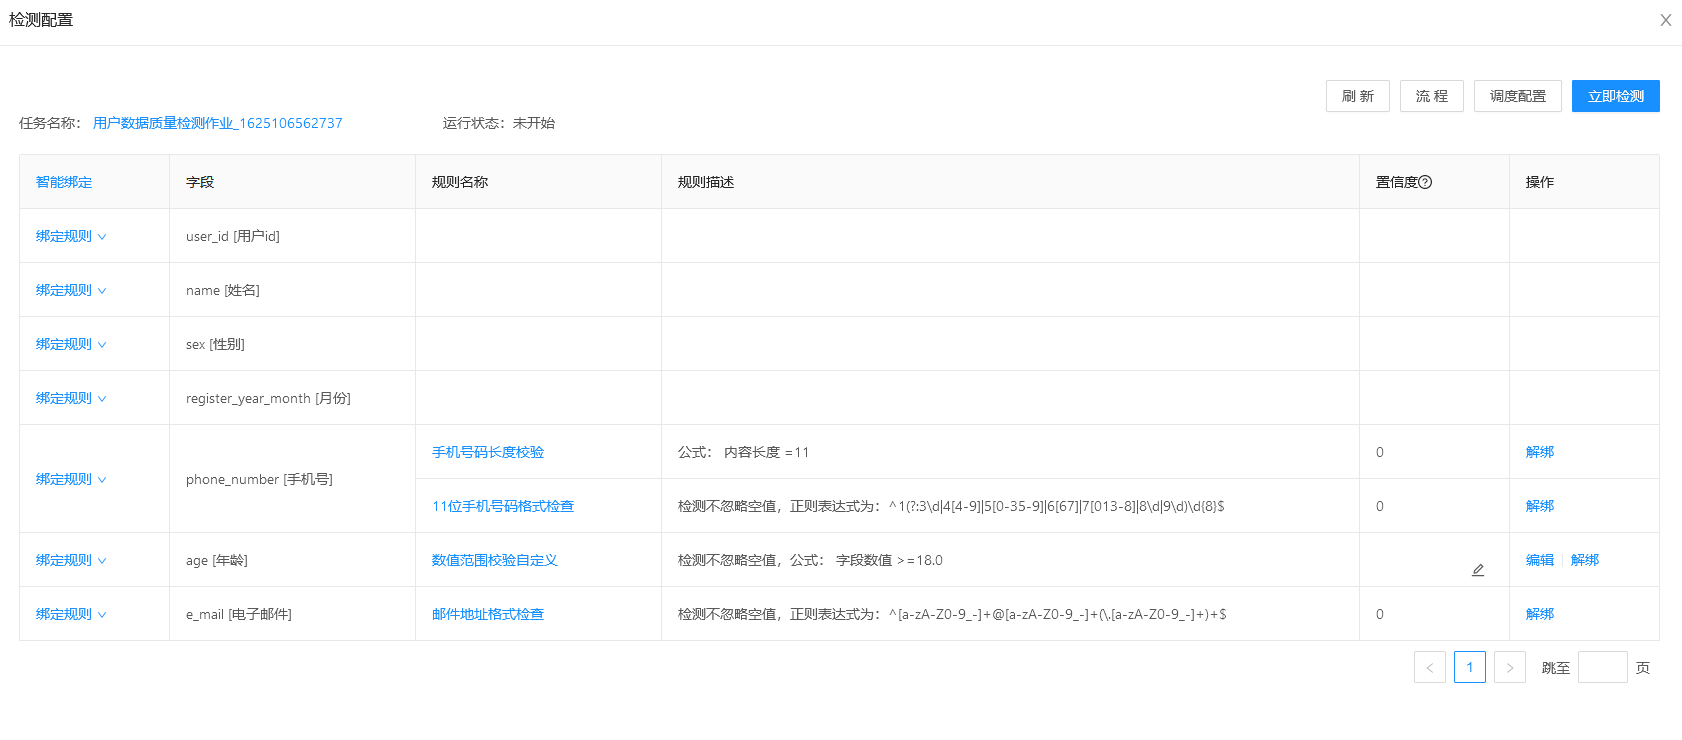 检测配置
刷 新 流 程 调度配置 立即检测
任务名称： 用户数据质量检测作业_1625106562737 运行状态：未开始
智能绑定 字段 规则名称 规则描述 置信度 操作
绑定规则 user_id [用户id]
绑定规则 name [姓名]
绑定规则 sex [性别]
绑定规则 register_year_month [月份]
手机号码长度校验 公式： 内容长度 =11 0 解绑
绑定规则 phone_number [手机号]
11位手机号码格式检查 检测不忽略空值，正则表达式为：^1(?:3\d|4[4-9]|5[0-35-9]|6[67]|7[013-8]|8\d|9\d)\d{8}$ 0 解绑
绑定规则 age [年龄] 数值范围校验自定义 检测不忽略空值，公式： 字段数值 >=18.0 编辑 解绑
绑定规则 e_mail [电子邮件] 邮件地址格式检查 检测不忽略空值，正则表达式为：^[a-zA-Z0-9_-]+@[a-zA-Z0-9_-]+(\.[a-zA-Z0-9_-]+)+$ 0 解绑
< 1 > 跳至 页